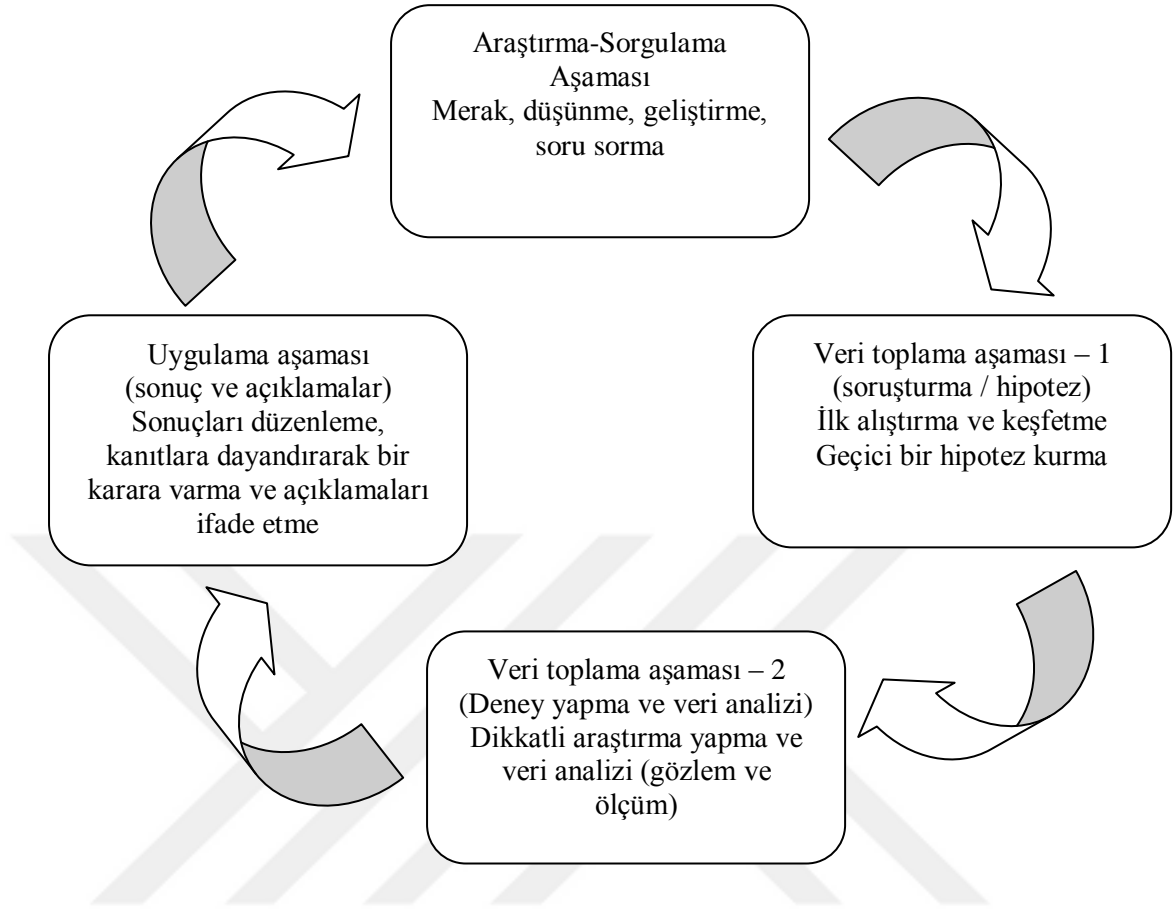 Araştırma-Sorgulama
Aşaması
Merak, düşünme, geliştirme,
soru sorma
Veri toplama aşaması – 1
(soruşturma / hipotez)
İlk alıştırma ve keşfetme
Geçici bir hipotez kurma
Veri toplama aşaması – 2
(Deney yapma ve veri analizi)
Dikkatli araştırma yapma ve
veri analizi (gözlem ve
ölçüm)
Uygulama aşaması
(sonuç ve açıklamalar)
Sonuçları düzenleme,
kanıtlara dayandırarak bir
karara varma ve açıklamaları
ifade etme